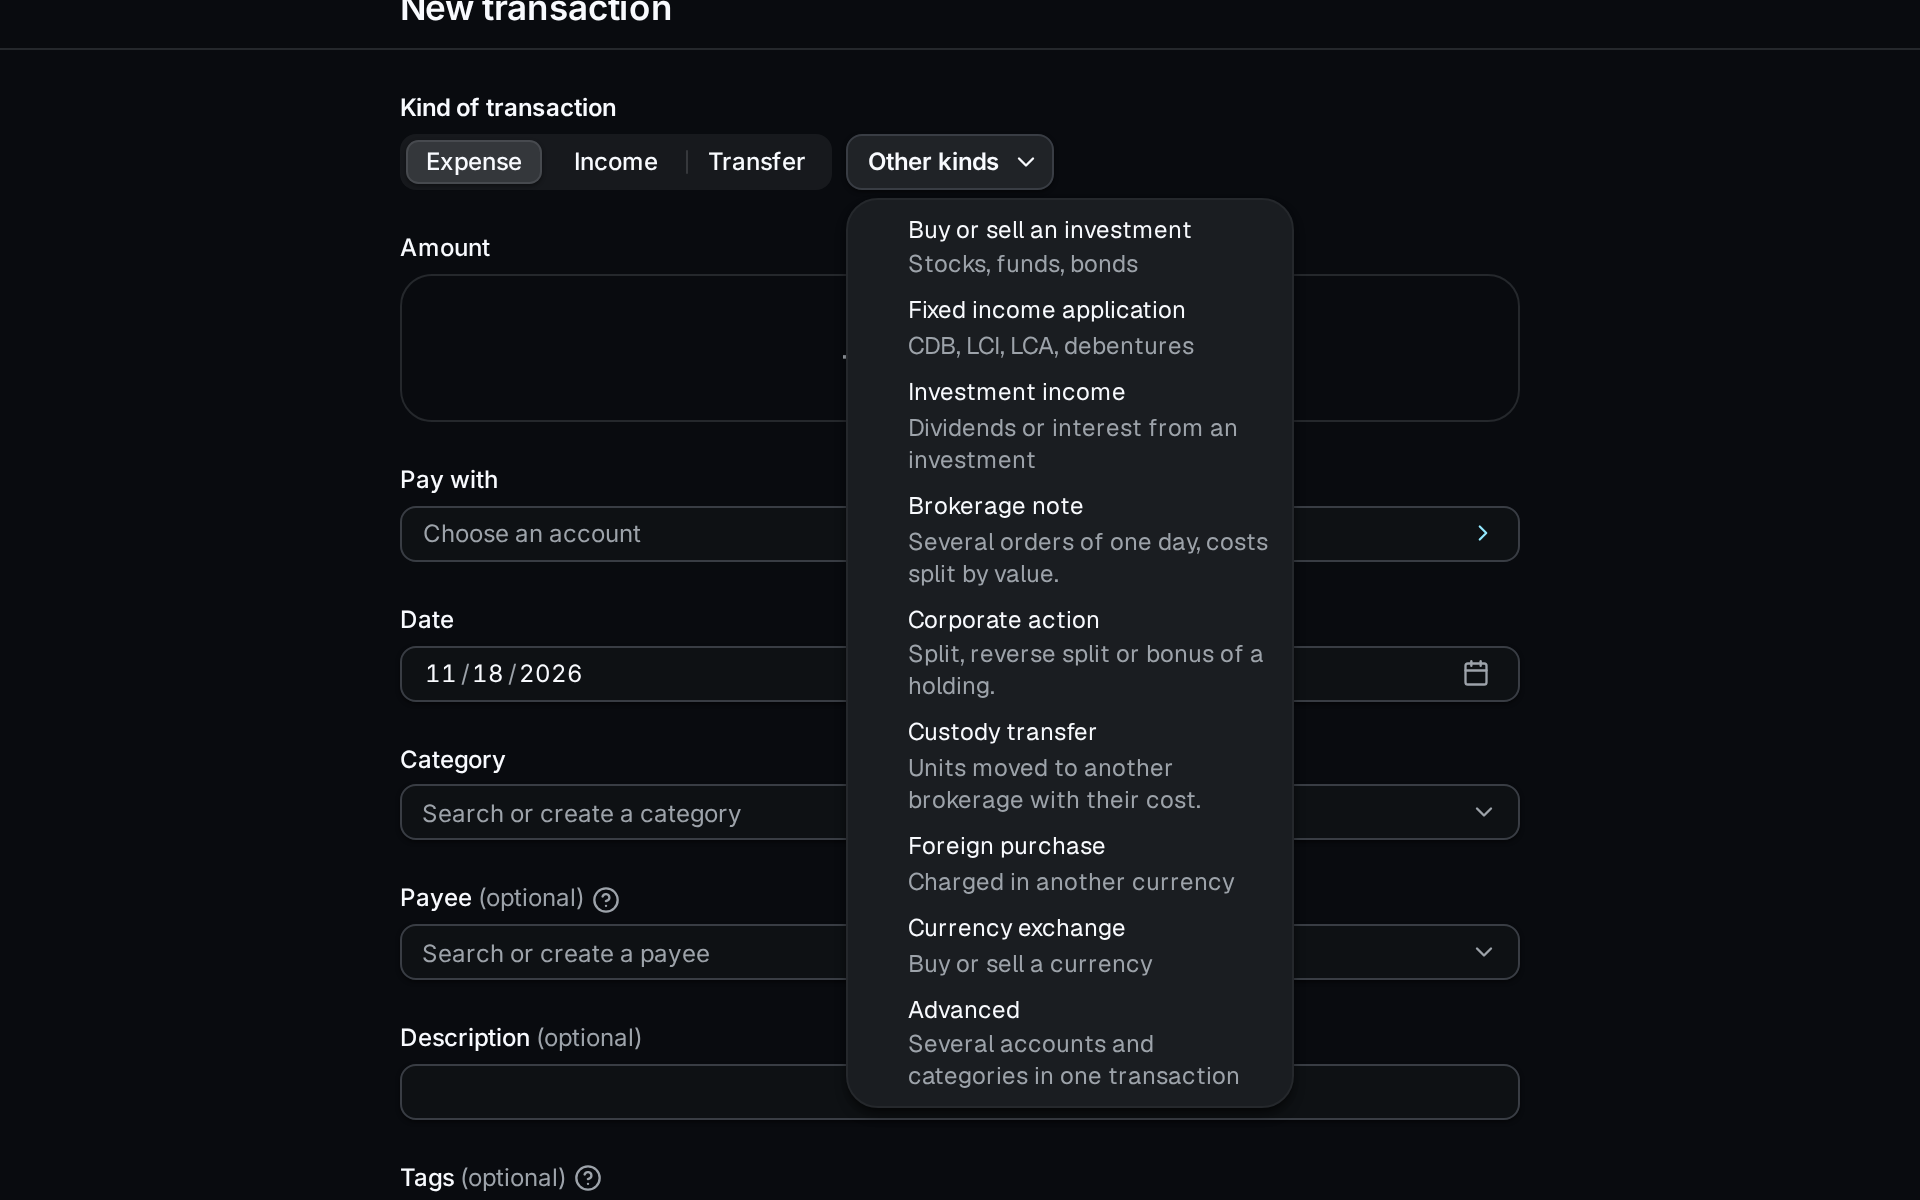 New transaction
Kind of transaction
Expense
Income
Transfer
Other kinds
Buy or sell an investment
Stocks, funds, bonds
Fixed income application
CDB, LCI, LCA, debentures
Investment income
Dividends or interest from an
investment
Brokerage note
Several orders of one day, costs
split by value.
Corporate action
Split, reverse split or bonus of a
holding.
Custody transfer
Units moved to another
brokerage with their cost.
Foreign purchase
Charged in another currency
Currency exchange
Buy or sell a currency
Advanced
Several accounts and
categories in one transaction
Amount
Pay with
Choose an account
Date
11/18/2026
Category
Search or create a category
Payee (optional)
Search or create a payee
Description (optional)
Tags (optional)